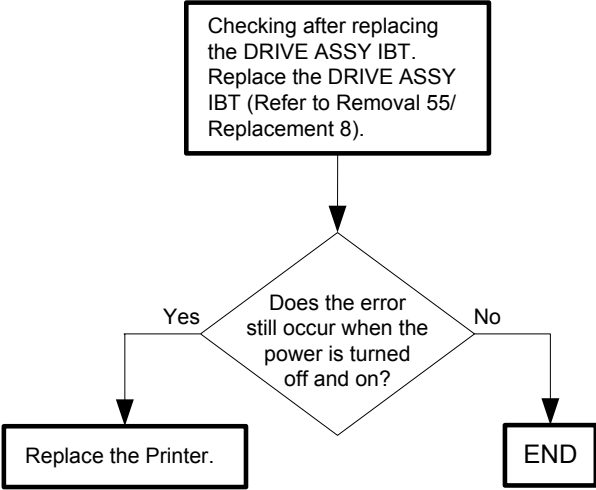 Checking after replacing
the DRIVE ASSY IBT.
Replace the DRIVE ASSY
IBT (Refer to Removal 55/
Replacement 8).
Does the error
still occur when the
power is turned
off and on?
Yes
No
Replace the Printer.
END